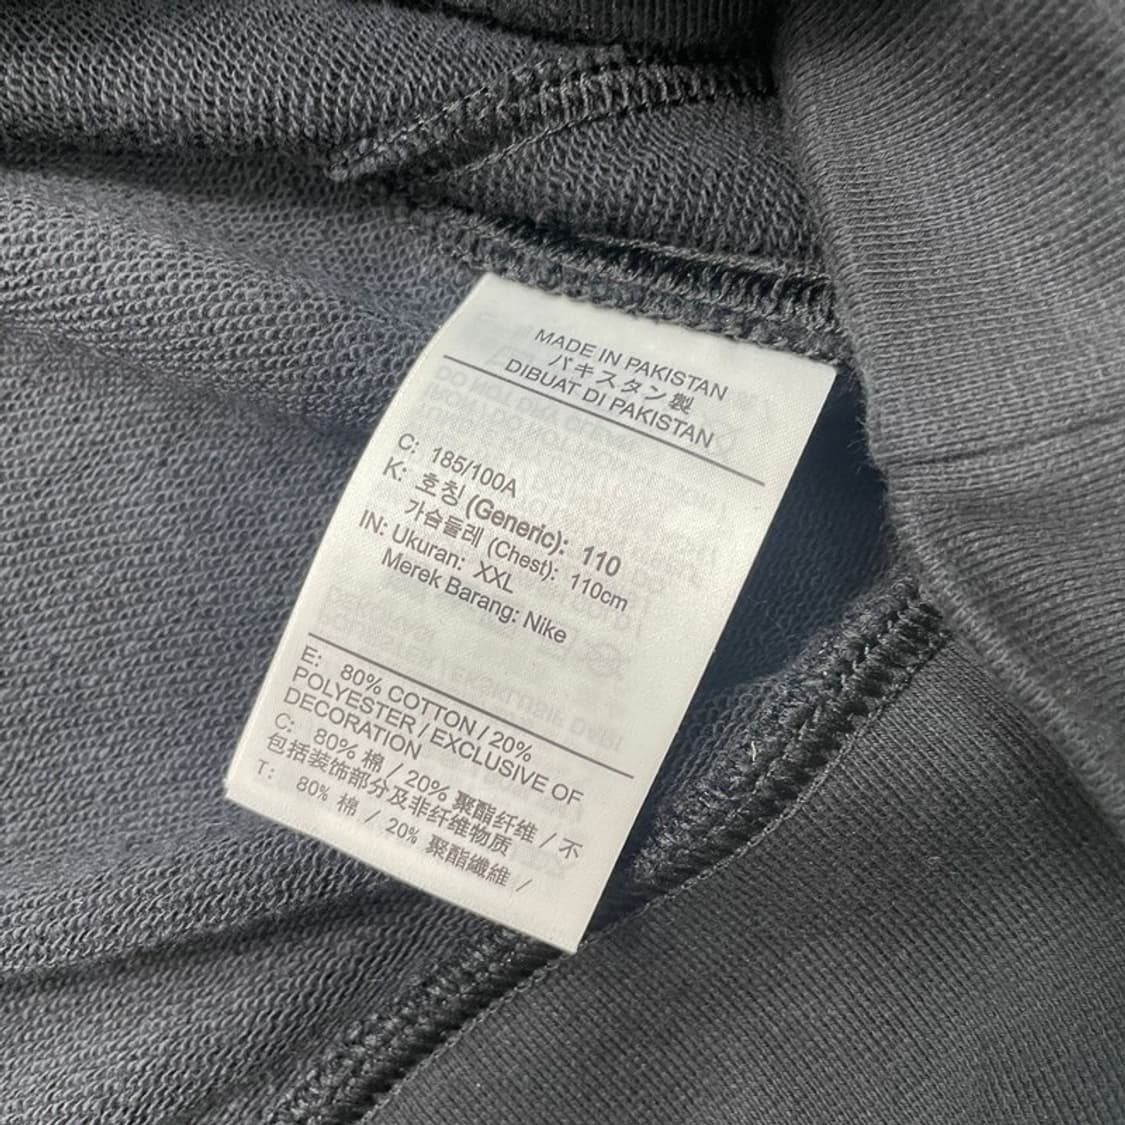 MADE IN PAKISTAN
パキスタン製
DIBUAT DI PAKISTAN
C: 185/100A
K: 호칭 (Generic): 110
가슴둘레 (Chest): 110cm
IN: Ukuran: XXL
Merek Barang: Nike
E: 80% COTTON / 20%
POLYESTER / EXCLUSIVE OF
DECORATION
C: 80% 棉 / 20% 聚酯纤维 / 不
包括装饰部分及非纤维物质
T: 80% 棉 / 20% 聚酯纖維 /